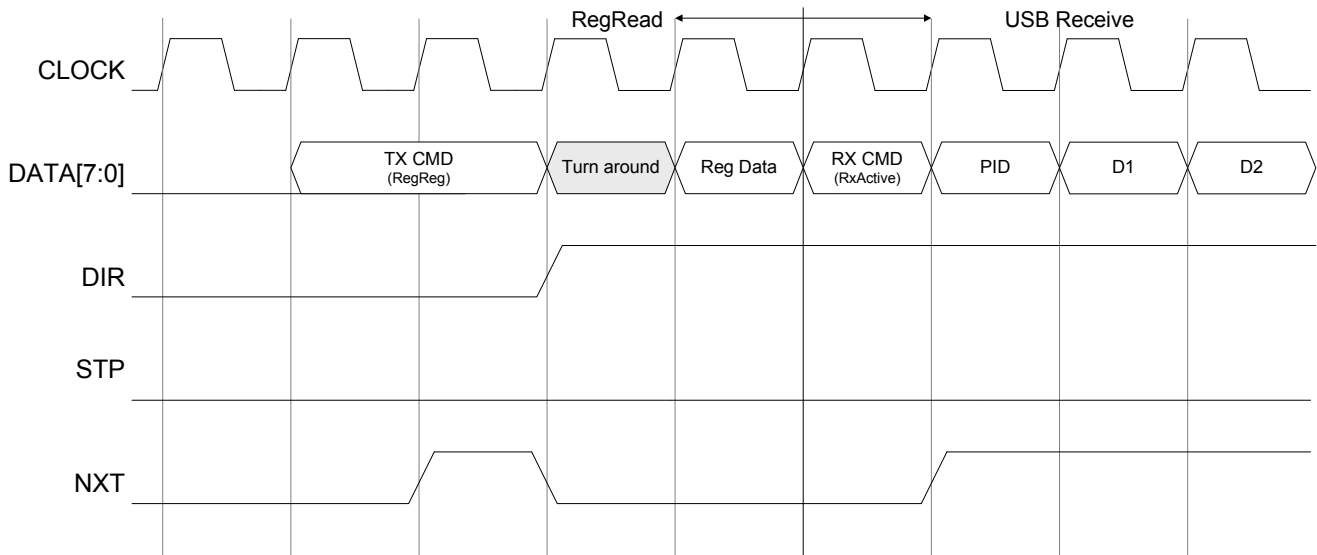 RegRead
USB Receive
CLOCK
DATA[7:0]
TX CMD
(RegReg)
Turn around
Reg Data
RX CMD
(RxActive)
PID
D1
D2
DIR
STP
NXT